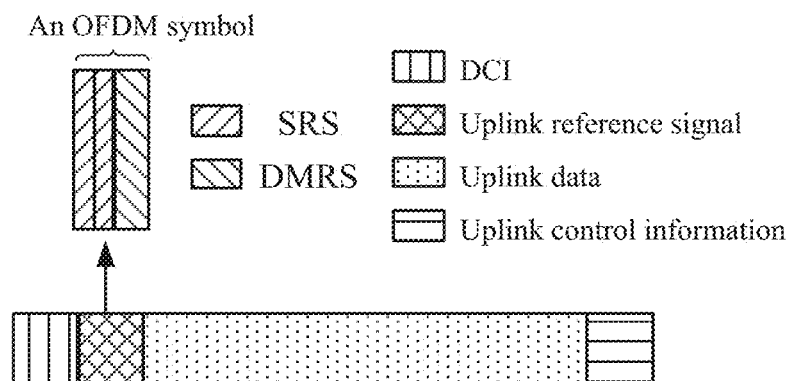 An OFDM symbol
DCI
SRS
Uplink reference signal
DMRS
Uplink data
Uplink control information